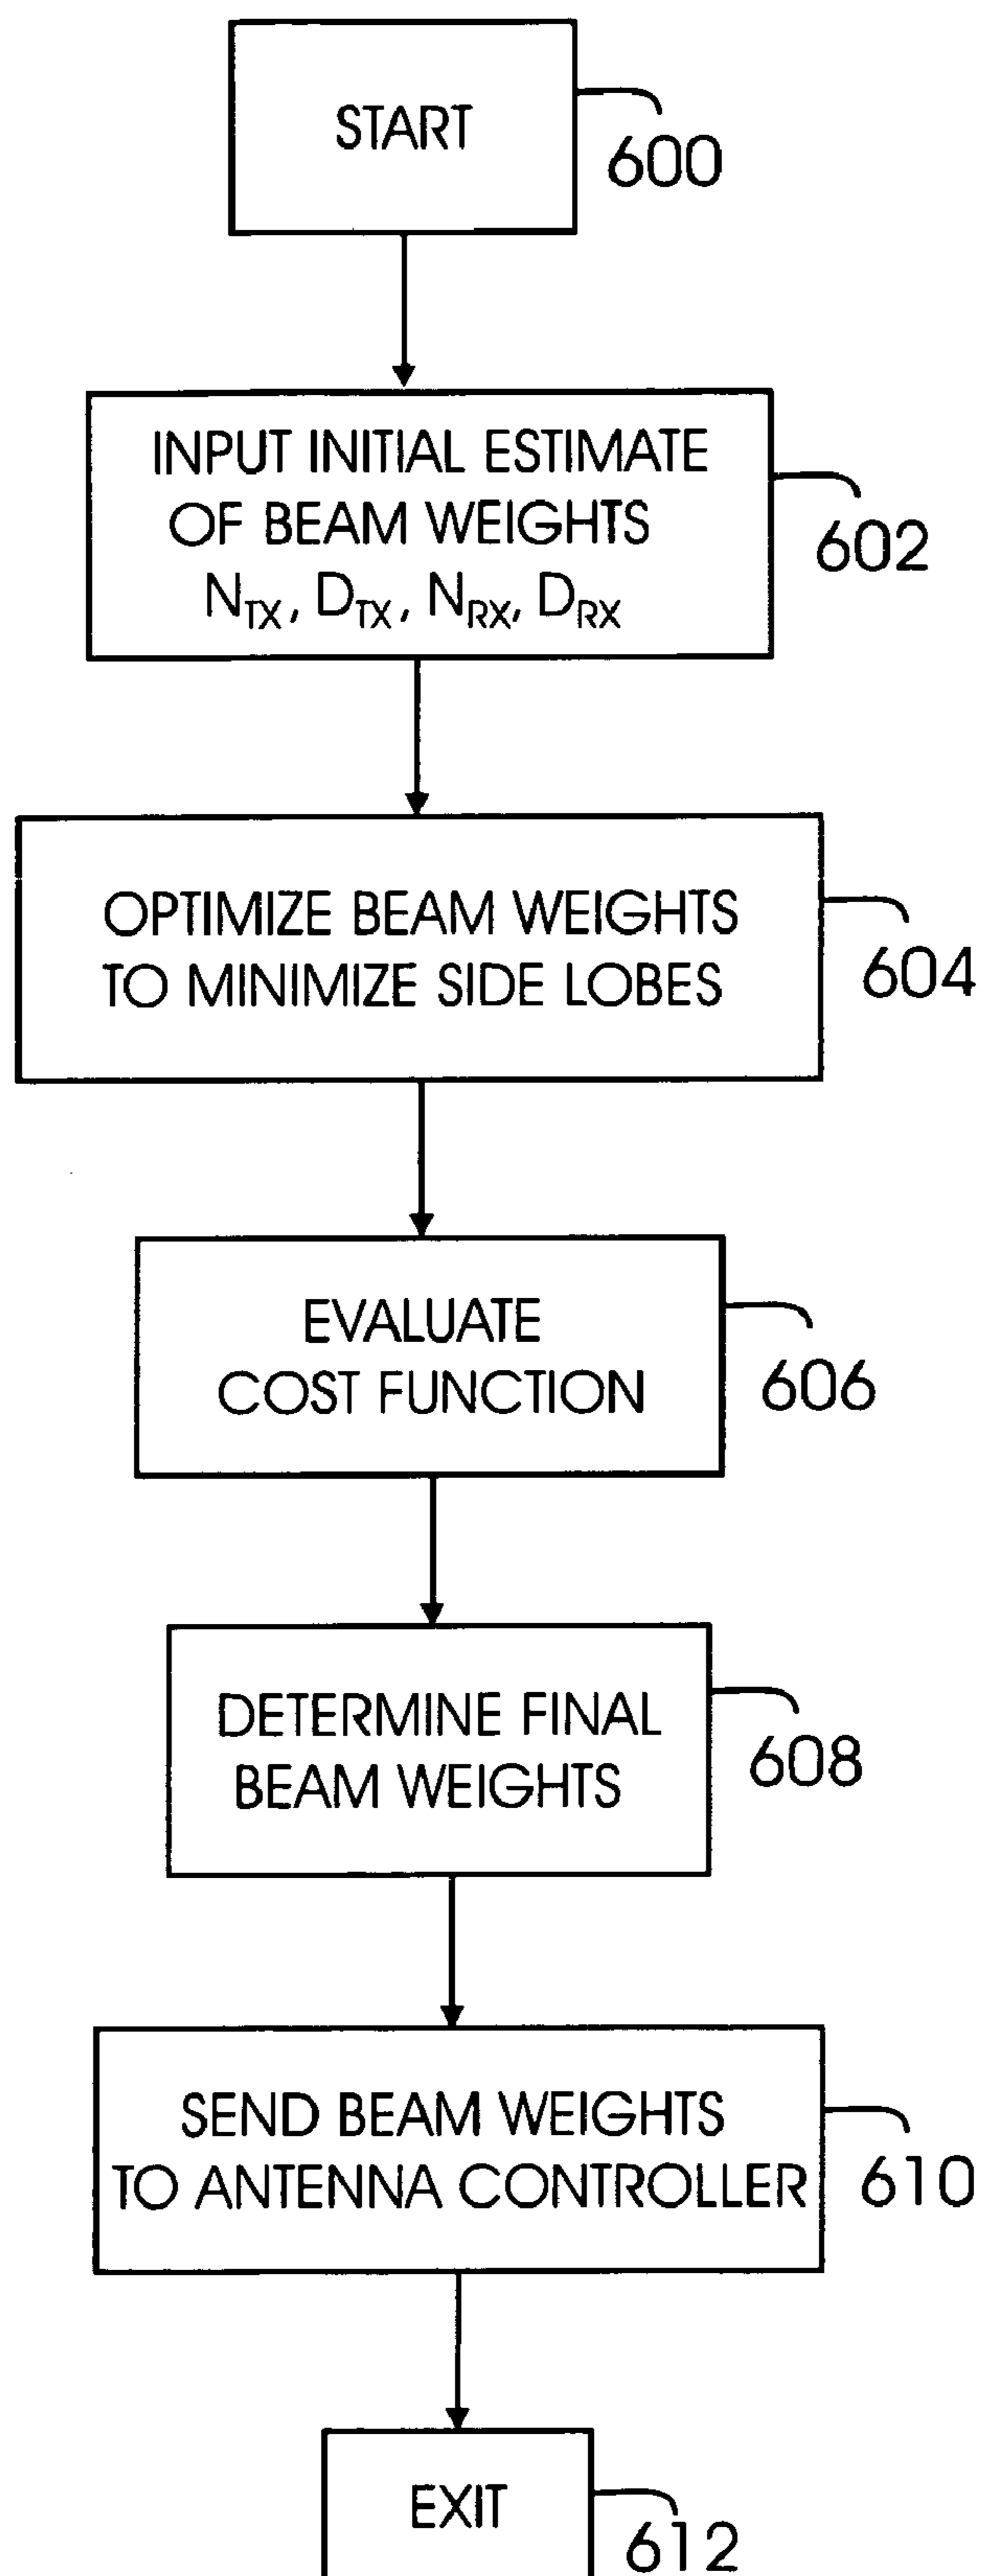 START
600
INPUT INITIAL ESTIMATE
OF BEAM WEIGHTS
N_TX, D_TX, N_RX, D_RX
602
OPTIMIZE BEAM WEIGHTS
TO MINIMIZE SIDE LOBES
604
EVALUATE
COST FUNCTION
606
DETERMINE FINAL
BEAM WEIGHTS
608
SEND BEAM WEIGHTS
TO ANTENNA CONTROLLER
610
EXIT
612